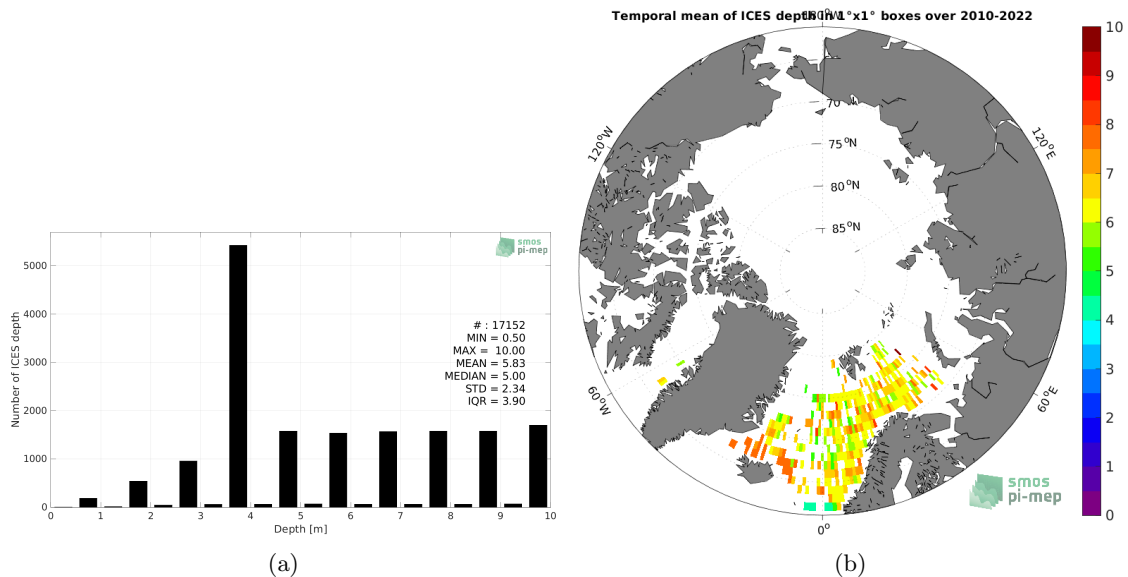 Temporal mean of ICES depth in 1°x1° boxes over 2010-2022
180°W
120°W
120°E
60°W
60°E
0°
70
75°N
80°N
85°N
10
9
8
7
6
5
4
3
2
1
0
smos
pi-mep
Number of ICES depth
5000
4000
3000
2000
1000
0
smos
pi-mep
# : 17152
MIN = 0.50
MAX = 10.00
MEAN = 5.83
MEDIAN = 5.00
STD = 2.34
IQR = 3.90
0 1 2 3 4 5 6 7 8 9 10
Depth [m]
(a)
(b)